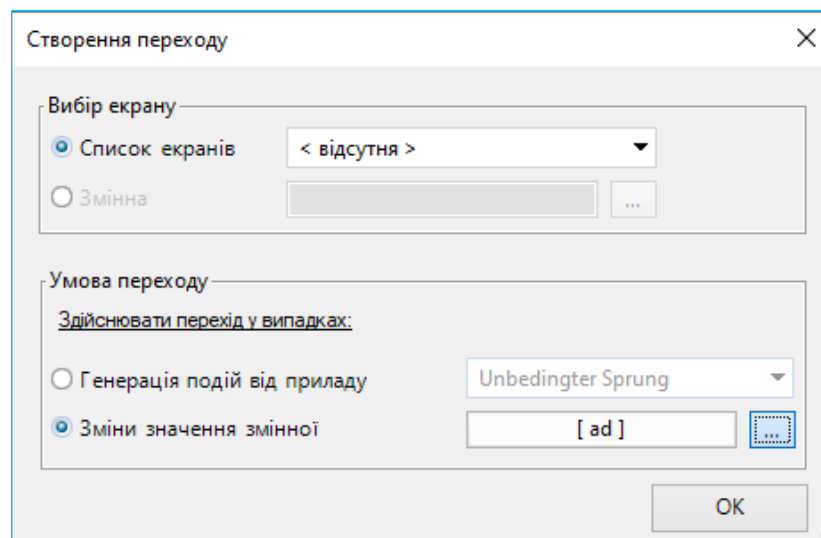 Створення переходу
Вибір екрану
Список екранів
< відсутня >
Змінна
...
Умова переходу
Здійснювати перехід у випадках:
Генерація подій від приладу
Unbedingter Sprung
Зміни значення змінної
[ ad ]
...
OK